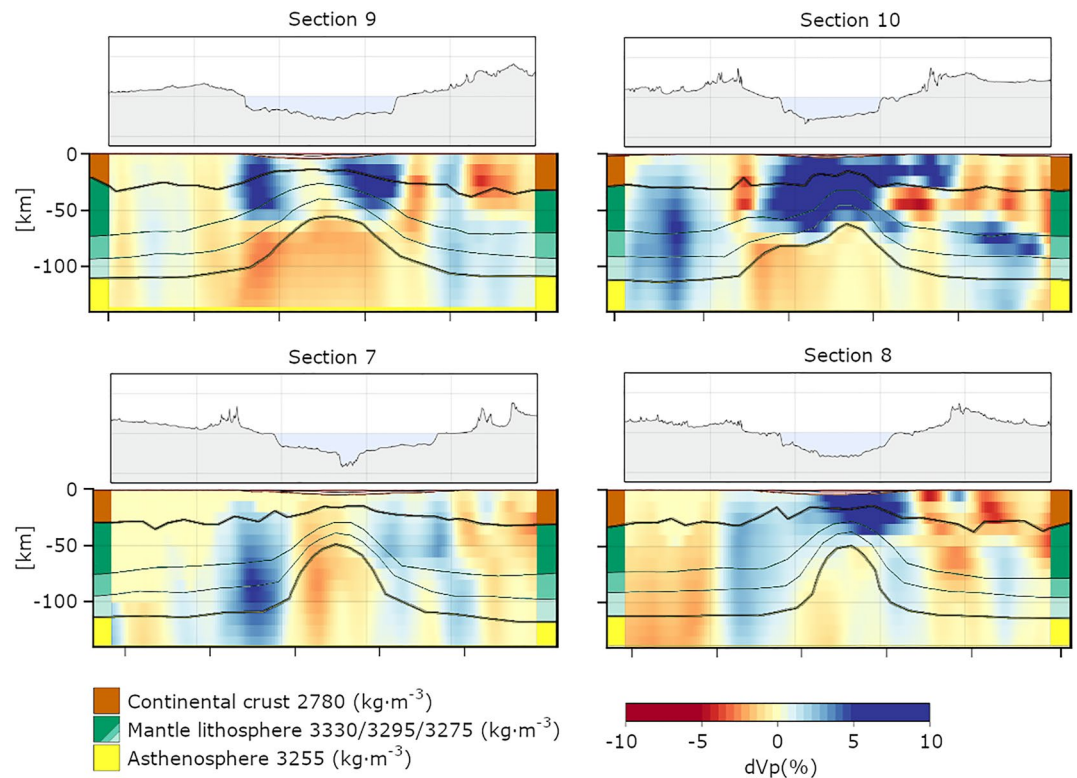 Section 9
Section 10
0
-50
-100
[km]
Section 7
Section 8
0
-50
-100
[km]
Continental crust 2780 (kg·m⁻³)
Mantle lithosphere 3330/3295/3275 (kg·m⁻³)
Asthenosphere 3255 (kg·m⁻³)
-10 -5 0 5 10
dVp(%)